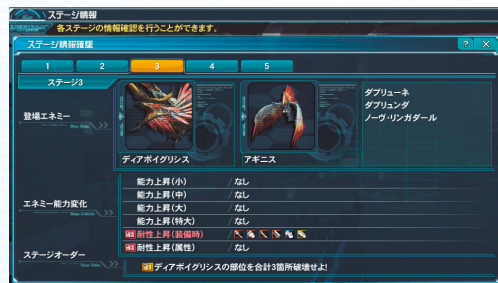 ステージ情報
各ステージの情報確認を行うことができます。
ステージ情報確認
? ×
1 2 3 4 5
ステージ3
登場エネミー
ディアボイグリシス
アギニス
ダブリューネ
ダブリュンダ
ノーヴ・リンガダール
エネミー能力変化
能力上昇(小) / なし
能力上昇(中) / なし
能力上昇(大) / なし
能力上昇(特大) / なし
耐性上昇(装備時) /
耐性上昇(属性) / なし
ステージオーダー
ディアボイグリシスの部位を合計3箇所破壊せよ!